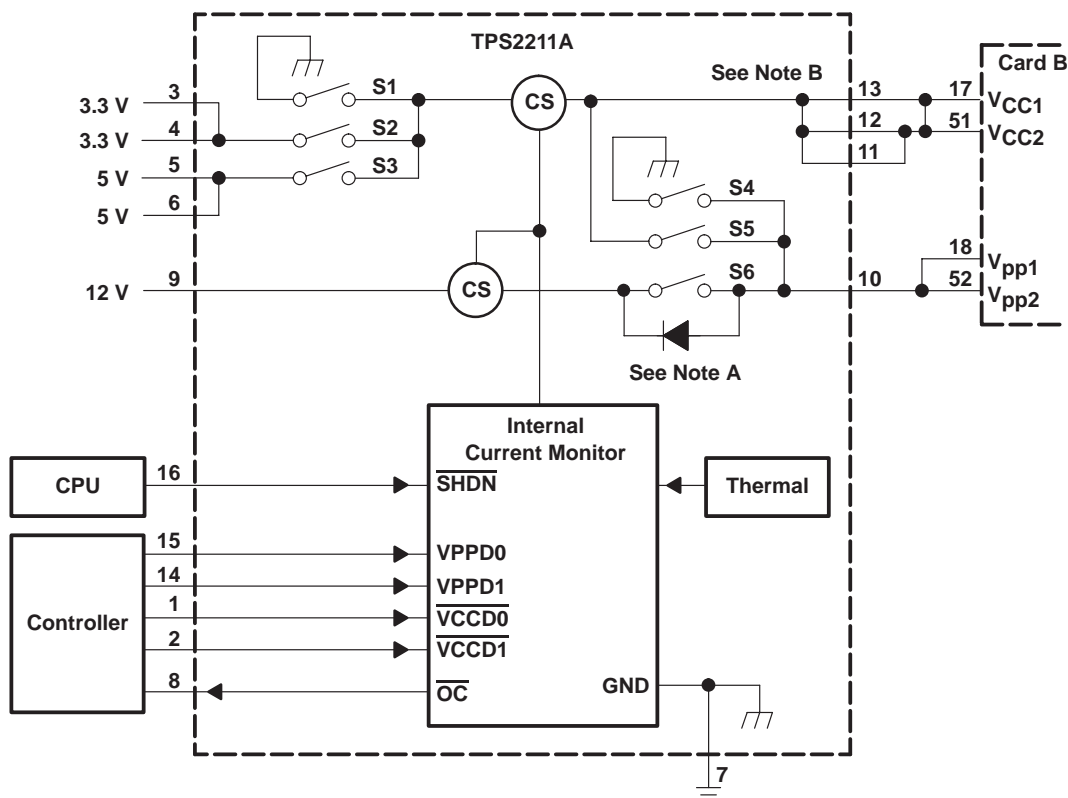 TPS2211A
Card B
See Note B
S1
S2
S3
CS
3.3 V
3
3.3 V
4
5 V
5
5 V
6
13
12
11
17
51
VCC1
VCC2
S4
S5
S6
12 V
9
CS
10
18
52
Vpp1
Vpp2
See Note A
Internal
Current Monitor
CPU
16
SHDN
Thermal
Controller
15
VPPD0
14
VPPD1
1
VCCD0
2
VCCD1
8
OC
GND
7